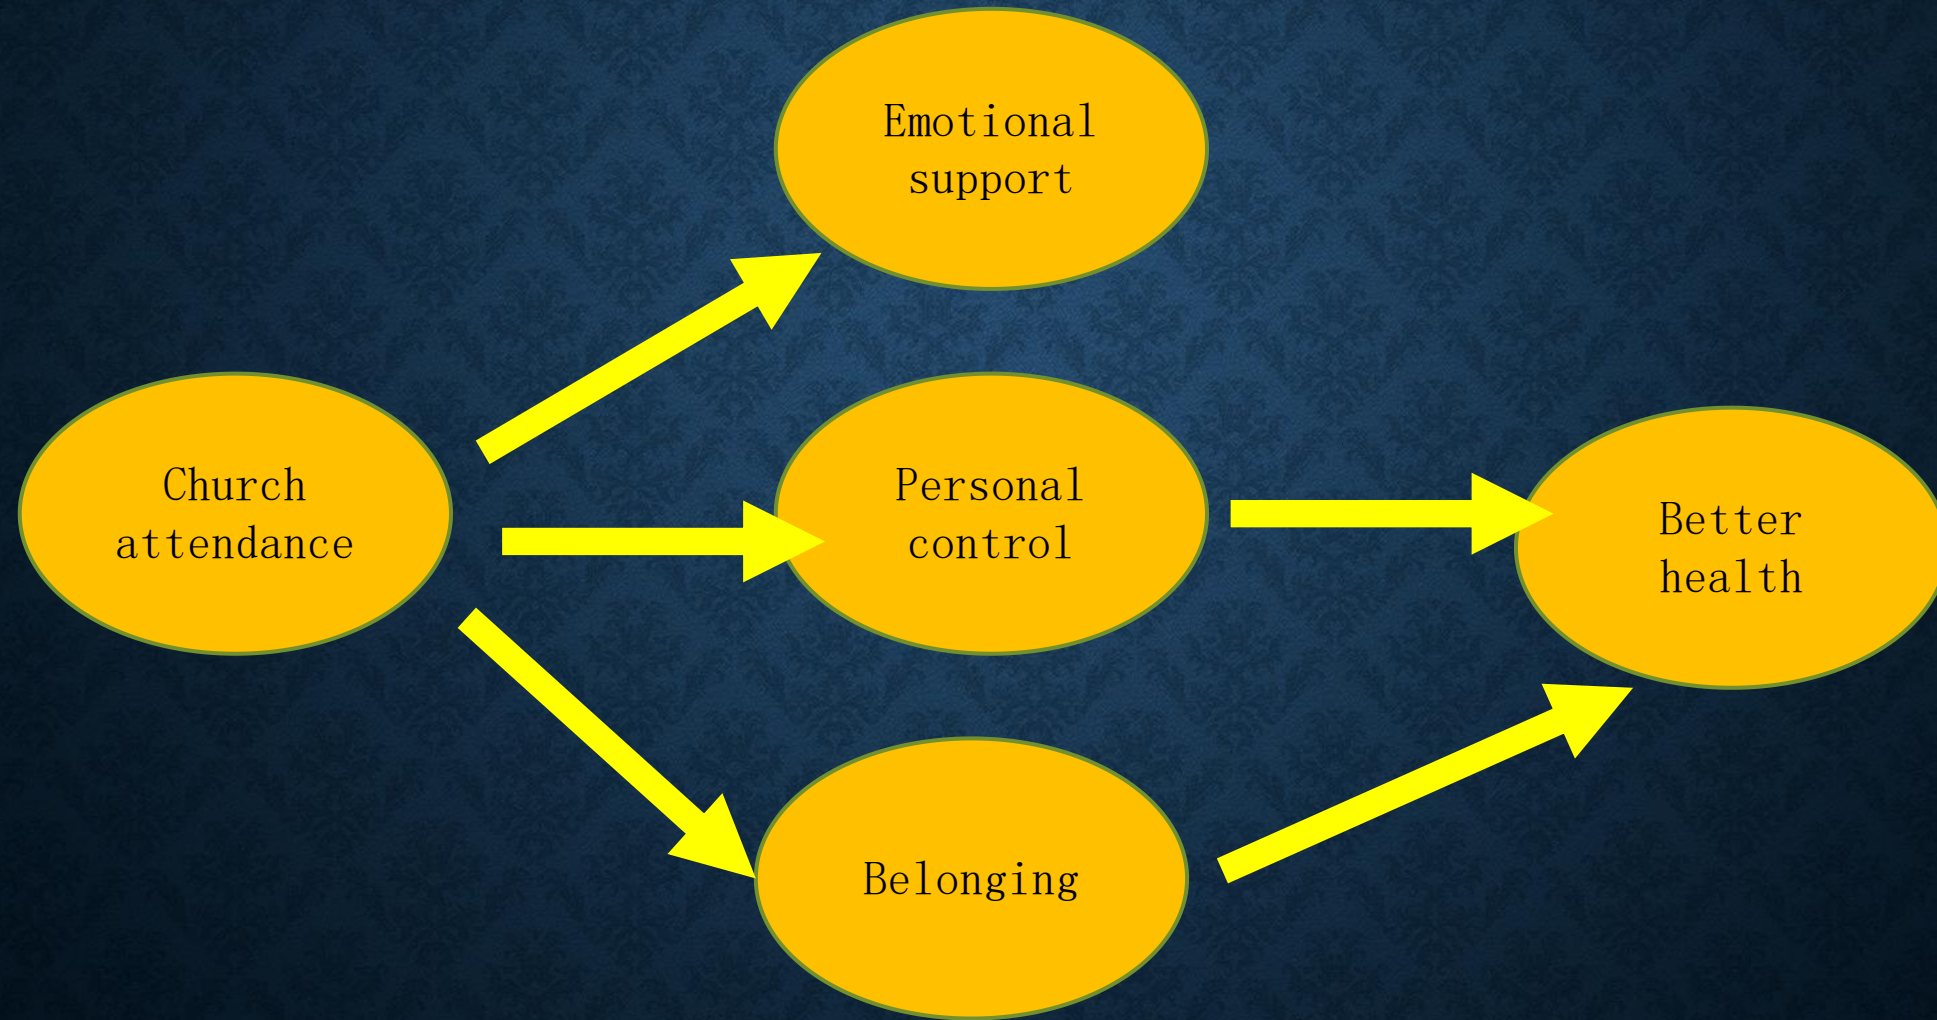 Emotional
support
Church
attendance
Personal
control
Better
health
Belonging